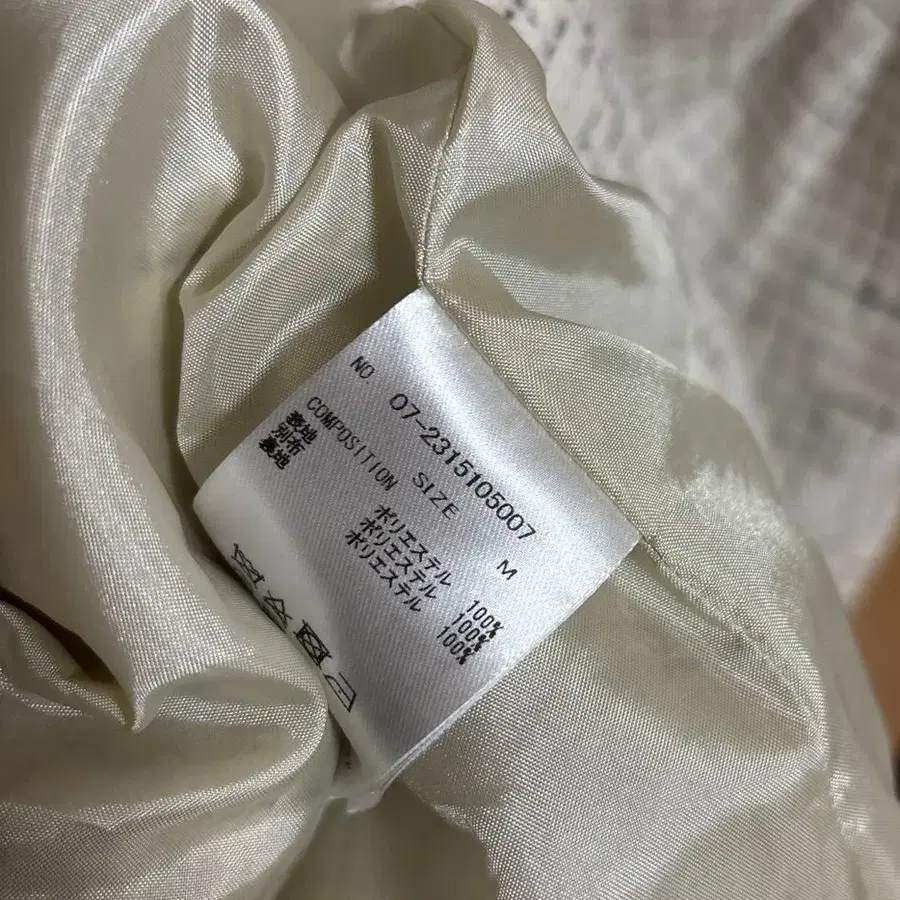 NO 07-2315105007
SIZE M
COMPOSITION
表地 ポリエステル 100%
別布 ポリエステル 100%
裏地 ポリエステル 100%